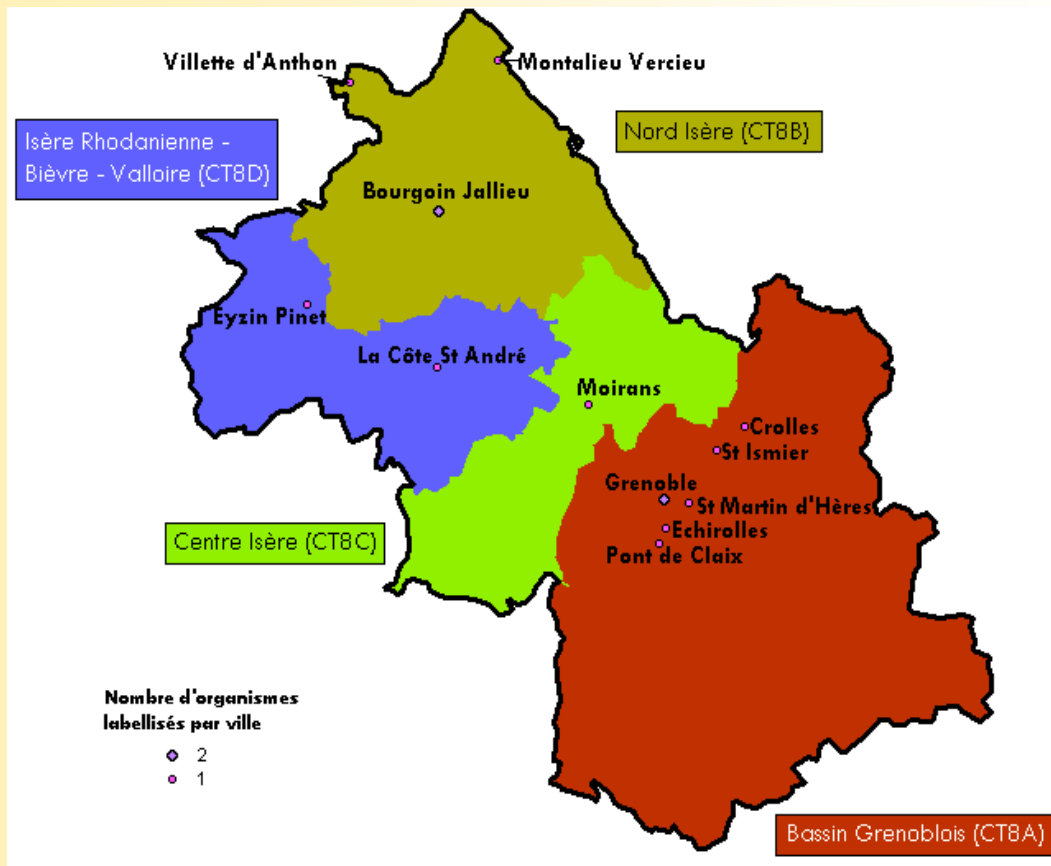 Villette d'Anthon
Montalieu Vercieu
Isère Rhodanienne -
Bièvre - Valloire (CT8D)
Nord Isère (CT8B)
Bourgoin Jallieu
Eyzin Pinet
La Côte St André
Moirans
Crolles
St Ismier
Grenoble
St Martin d'Hères
Echirolles
Pont de Claix
Centre Isère (CT8C)
Nombre d'organismes
labellisés par ville
2
1
Bassin Grenoblois (CT8A)